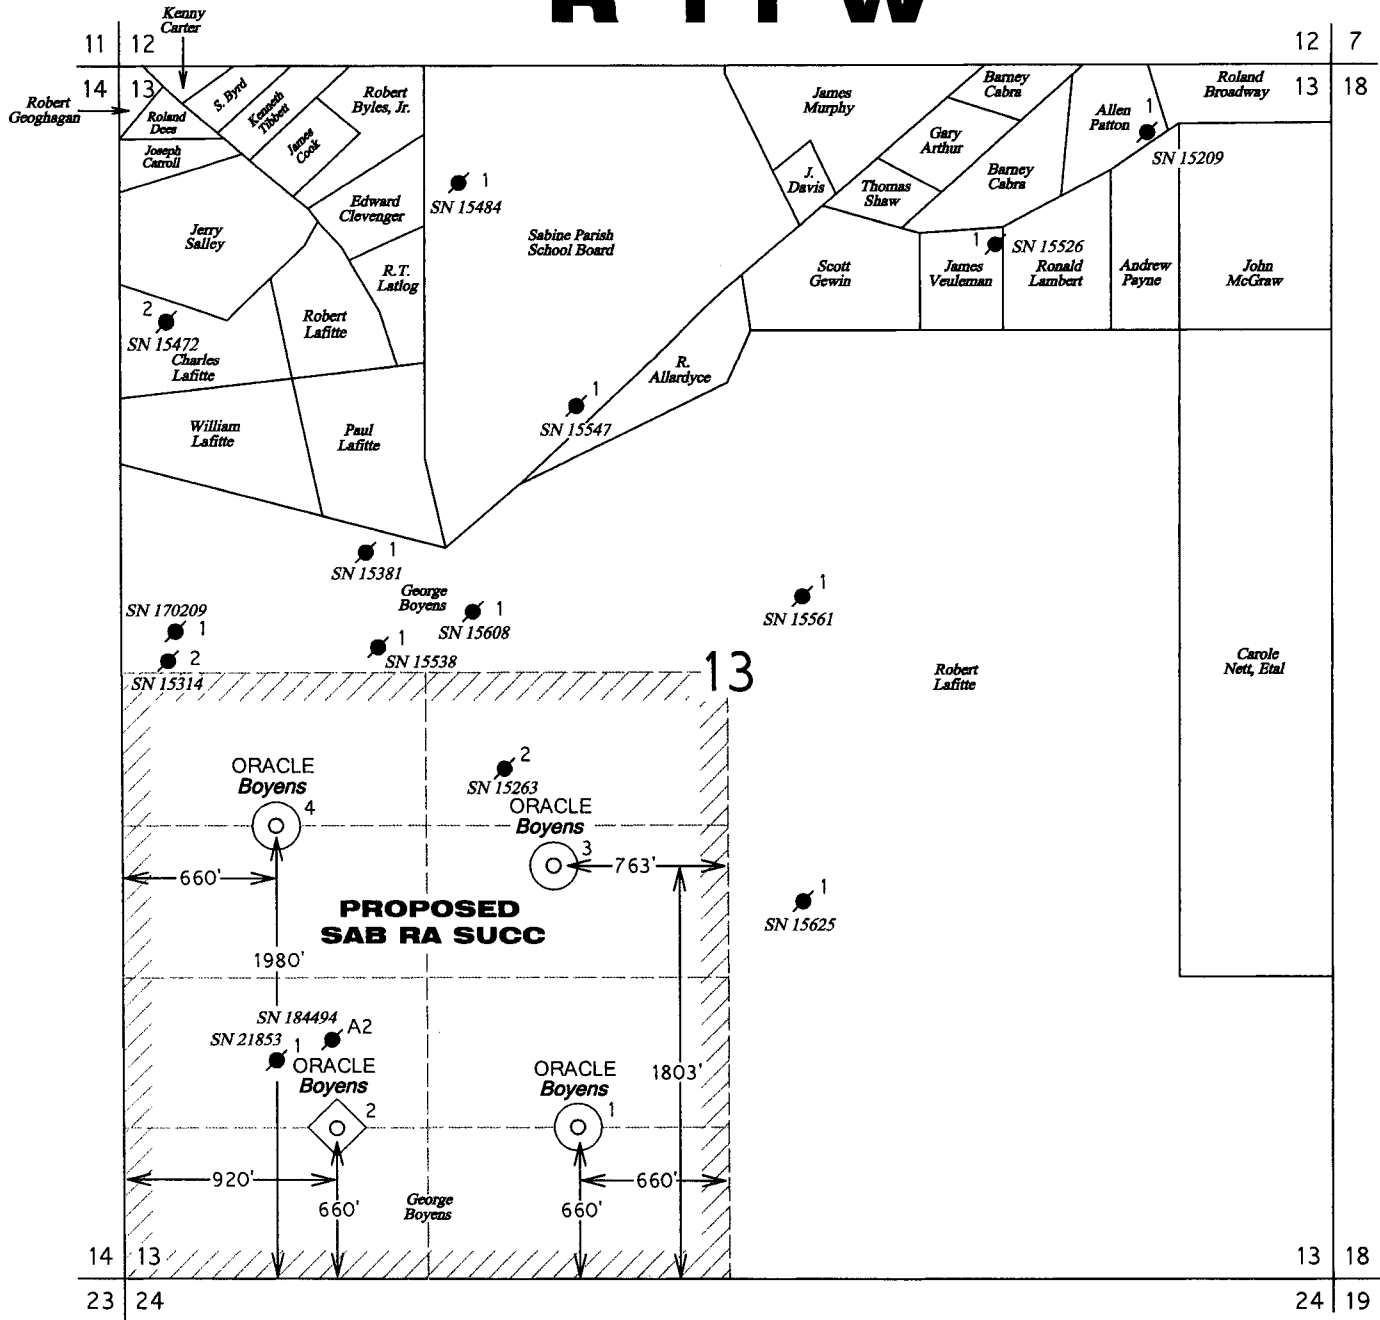 R 11 W
Kenny
Carter
11 12
12 7
14 13
13 18
Robert
Geoghagan
Roland
Dees
S. Byrd
Kenneth
Tibbett
James
Cook
Robert
Byles, Jr.
Joseph
Carroll
Jerry
Salley
Edward
Clevenger
R.T.
Latlog
1
SN 15484
Sabine Parish
School Board
James
Murphy
J.
Davis
Barney
Cabra
Gary
Arthur
Thomas
Shaw
Barney
Cabra
Allen
Patton
1
SN 15209
Roland
Broadway
Scott
Gewin
James
Veuleman
1
SN 15526
Ronald
Lambert
Andrew
Payne
John
McGraw
2
SN 15472
Charles
Lafitte
Robert
Lafitte
R.
Allardyce
William
Lafitte
Paul
Lafitte
1
SN 15547
1
SN 15381
George
Boyens
1
SN 15608
SN 170209
1
2
SN 15314
1
SN 15538
1
SN 15561
13
Robert
Lafitte
Carole
Nett, Etal
ORACLE
Boyens
4
2
SN 15263
ORACLE
Boyens
3
763'
660'
PROPOSED
SAB RA SUCC
1
SN 15625
1980'
SN 184494
A2
SN 21853
1
ORACLE
Boyens
2
ORACLE
Boyens
1
1803'
920'
660'
660'
660'
George
Boyens
14 13
13 18
23 24
24 19